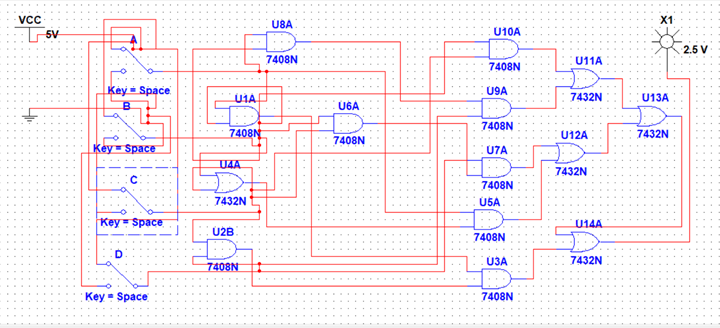 VCC
5V
A
Key = Space
B
Key = Space
C
Key = Space
D
Key = Space
U8A
7408N
U1A
7408N
U6A
7408N
U4A
7432N
U2B
7408N
U10A
7408N
U9A
7408N
U7A
7408N
U5A
7408N
U3A
7408N
U11A
7432N
U12A
7432N
U14A
7432N
U13A
7432N
X1
2.5 V